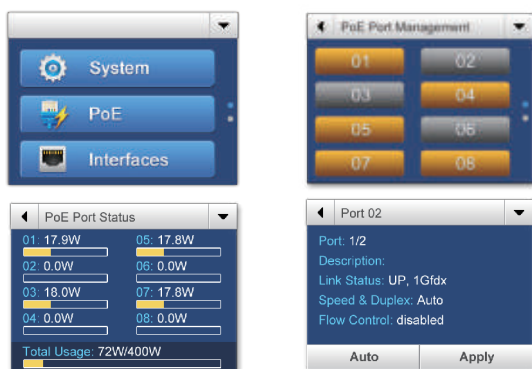 System
PoE
Interfaces
PoE Port Management
01 02
03 04
05 06
07 08
PoE Port Status
01: 17.9W 05: 17.8W
02: 0.0W 06: 0.0W
03: 18.0W 07: 17.8W
04: 0.0W 08: 0.0W
Total Usage: 72W/400W
Port 02
Port: 1/2
Description:
Link Status: UP, 1Gfdx
Speed & Duplex: Auto
Flow Control: disabled
Auto Apply